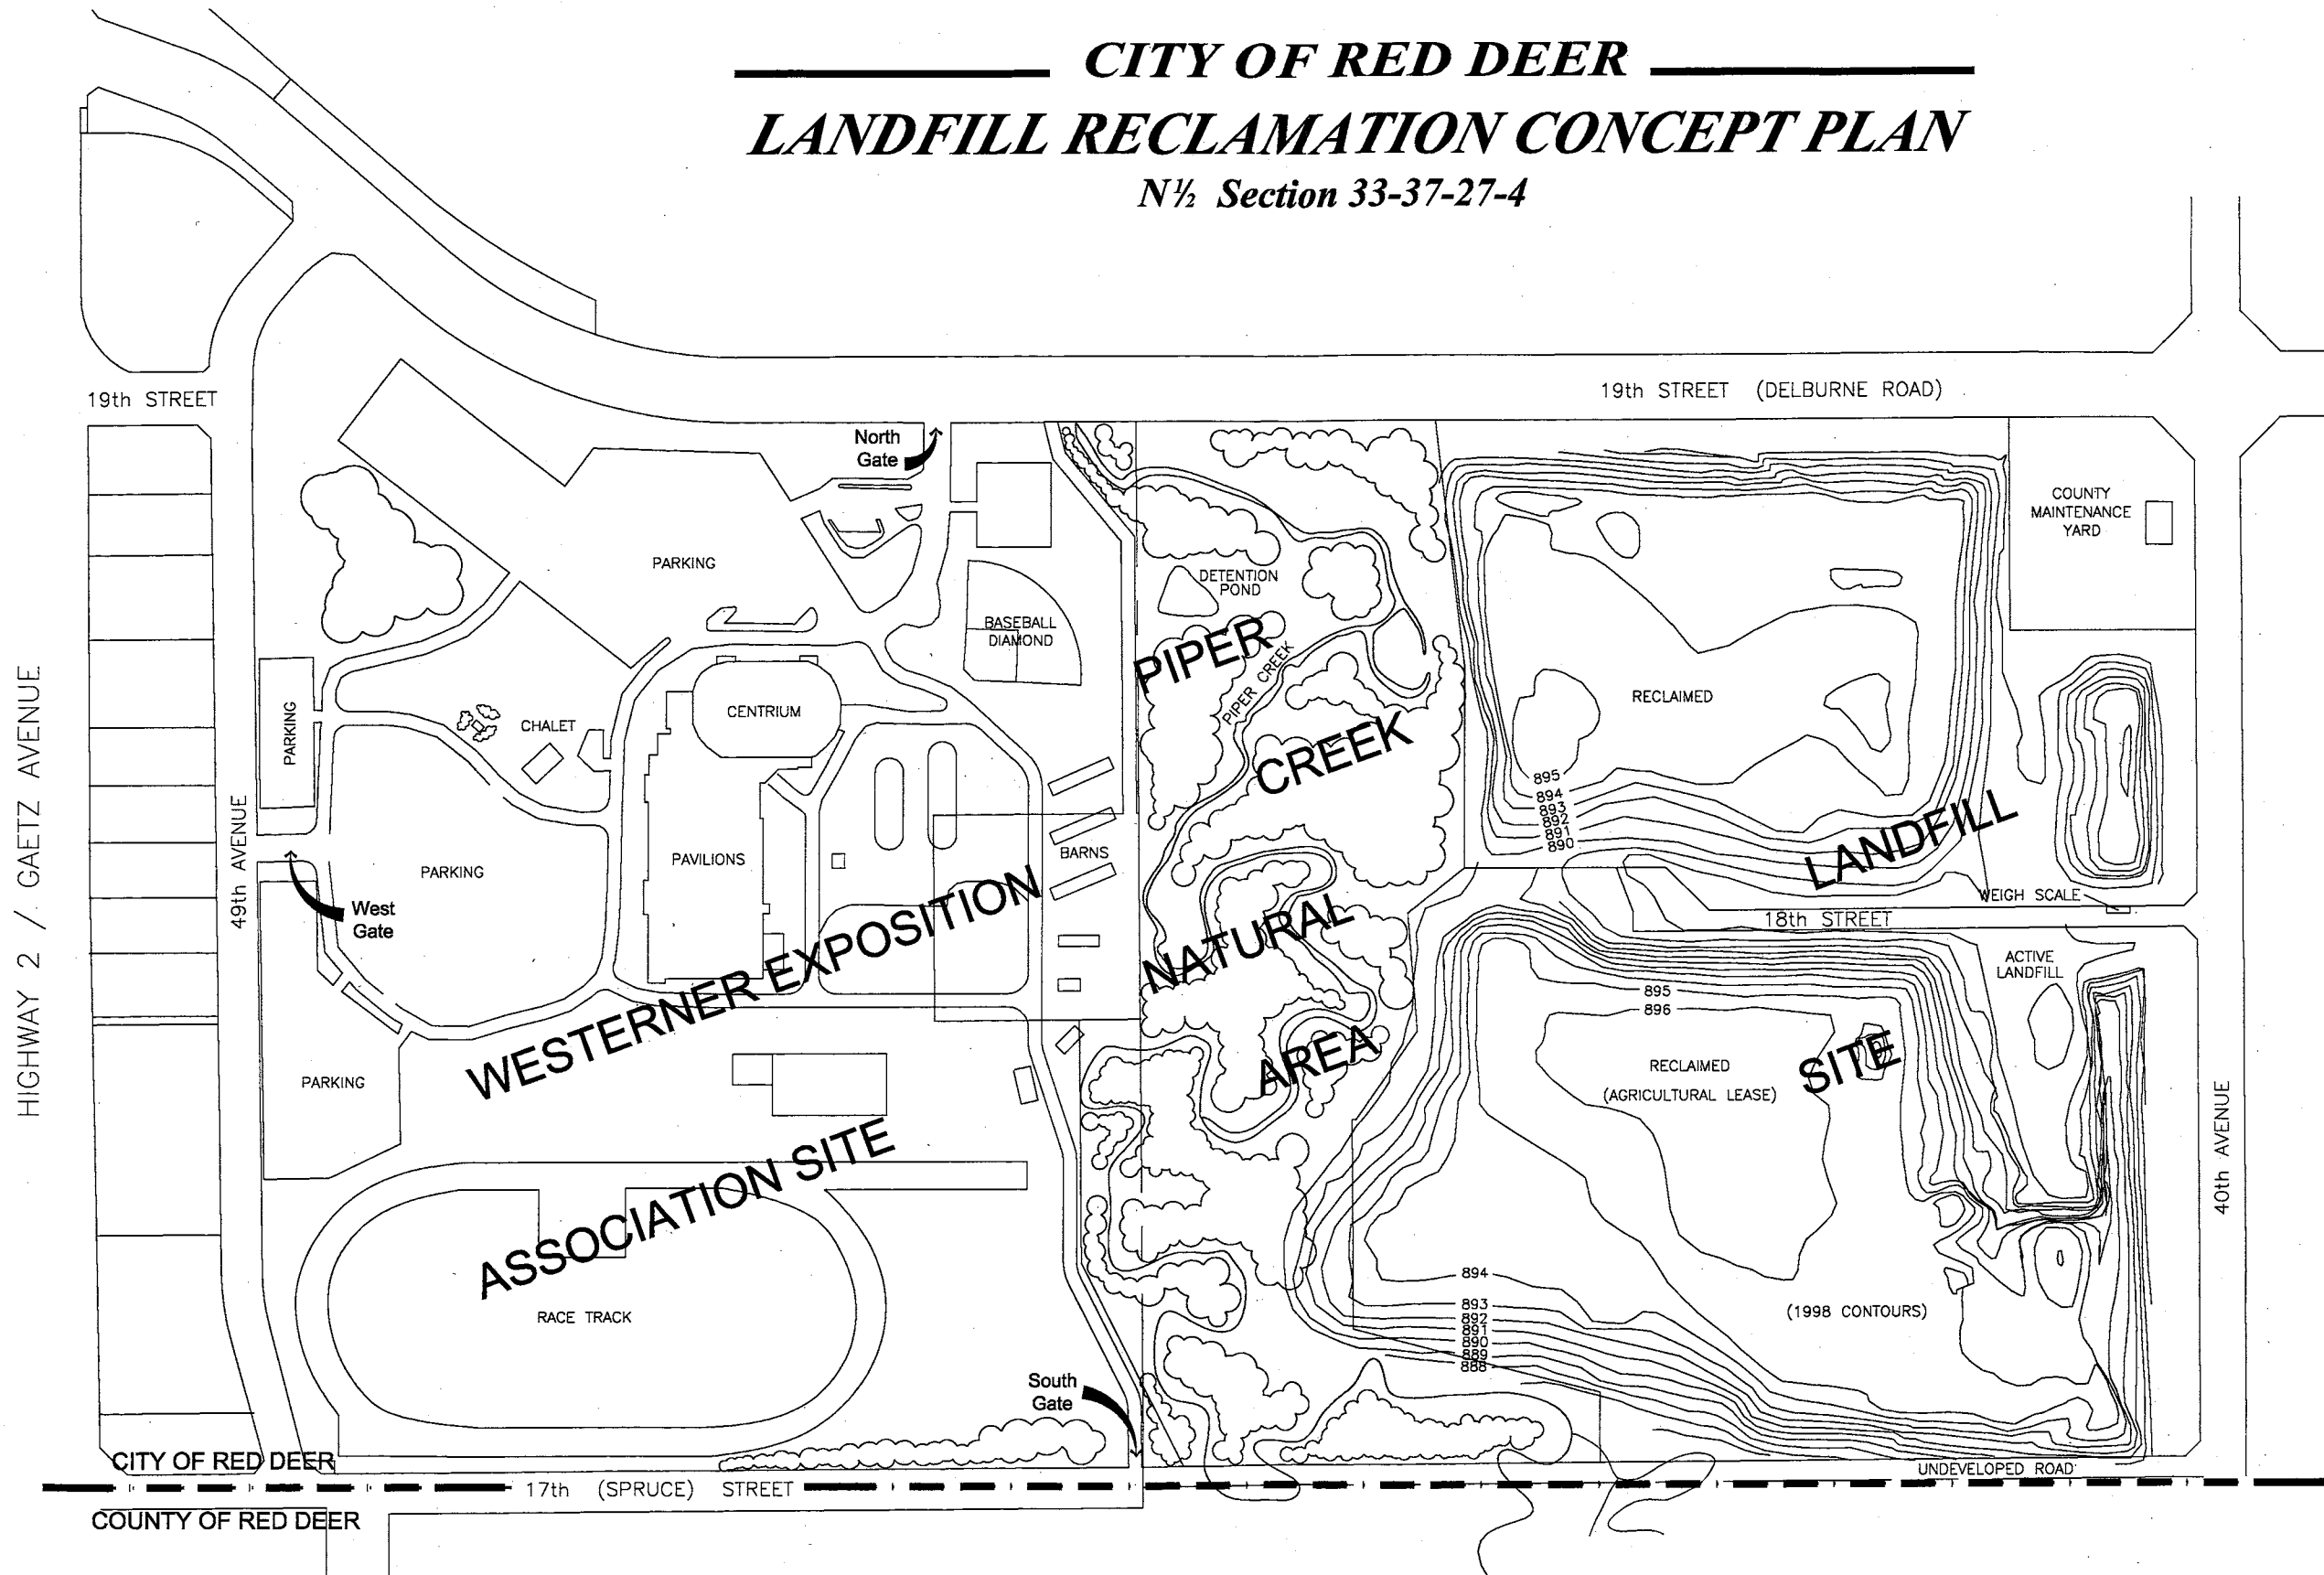 CITY OF RED DEER
LANDFILL RECLAMATION CONCEPT PLAN
N½ Section 33-37-27-4
19th STREET
19th STREET (DELBURNE ROAD)
North
Gate
COUNTY
MAINTENANCE
YARD
PARKING
DETENTION
POND
BASEBALL
DIAMOND
PIPER
PIPER CREEK
CREEK
RECLAIMED
CENTRIUM
CHALET
PARKING
HIGHWAY 2 / GAETZ AVENUE
49th AVENUE
895
894
893
892
891
890
LANDFILL
PARKING
PAVILIONS
BARNS
WEIGH SCALE
18th STREET
West
Gate
WESTERNER EXPOSITION
NATURAL
ACTIVE
LANDFILL
895
896
AREA
RECLAIMED
(AGRICULTURAL LEASE)
SITE
PARKING
40th AVENUE
ASSOCIATION SITE
RACE TRACK
894
893
892
891
890
889
888
(1998 CONTOURS)
South
Gate
CITY OF RED DEER
UNDEVELOPED ROAD
17th (SPRUCE) STREET
COUNTY OF RED DEER